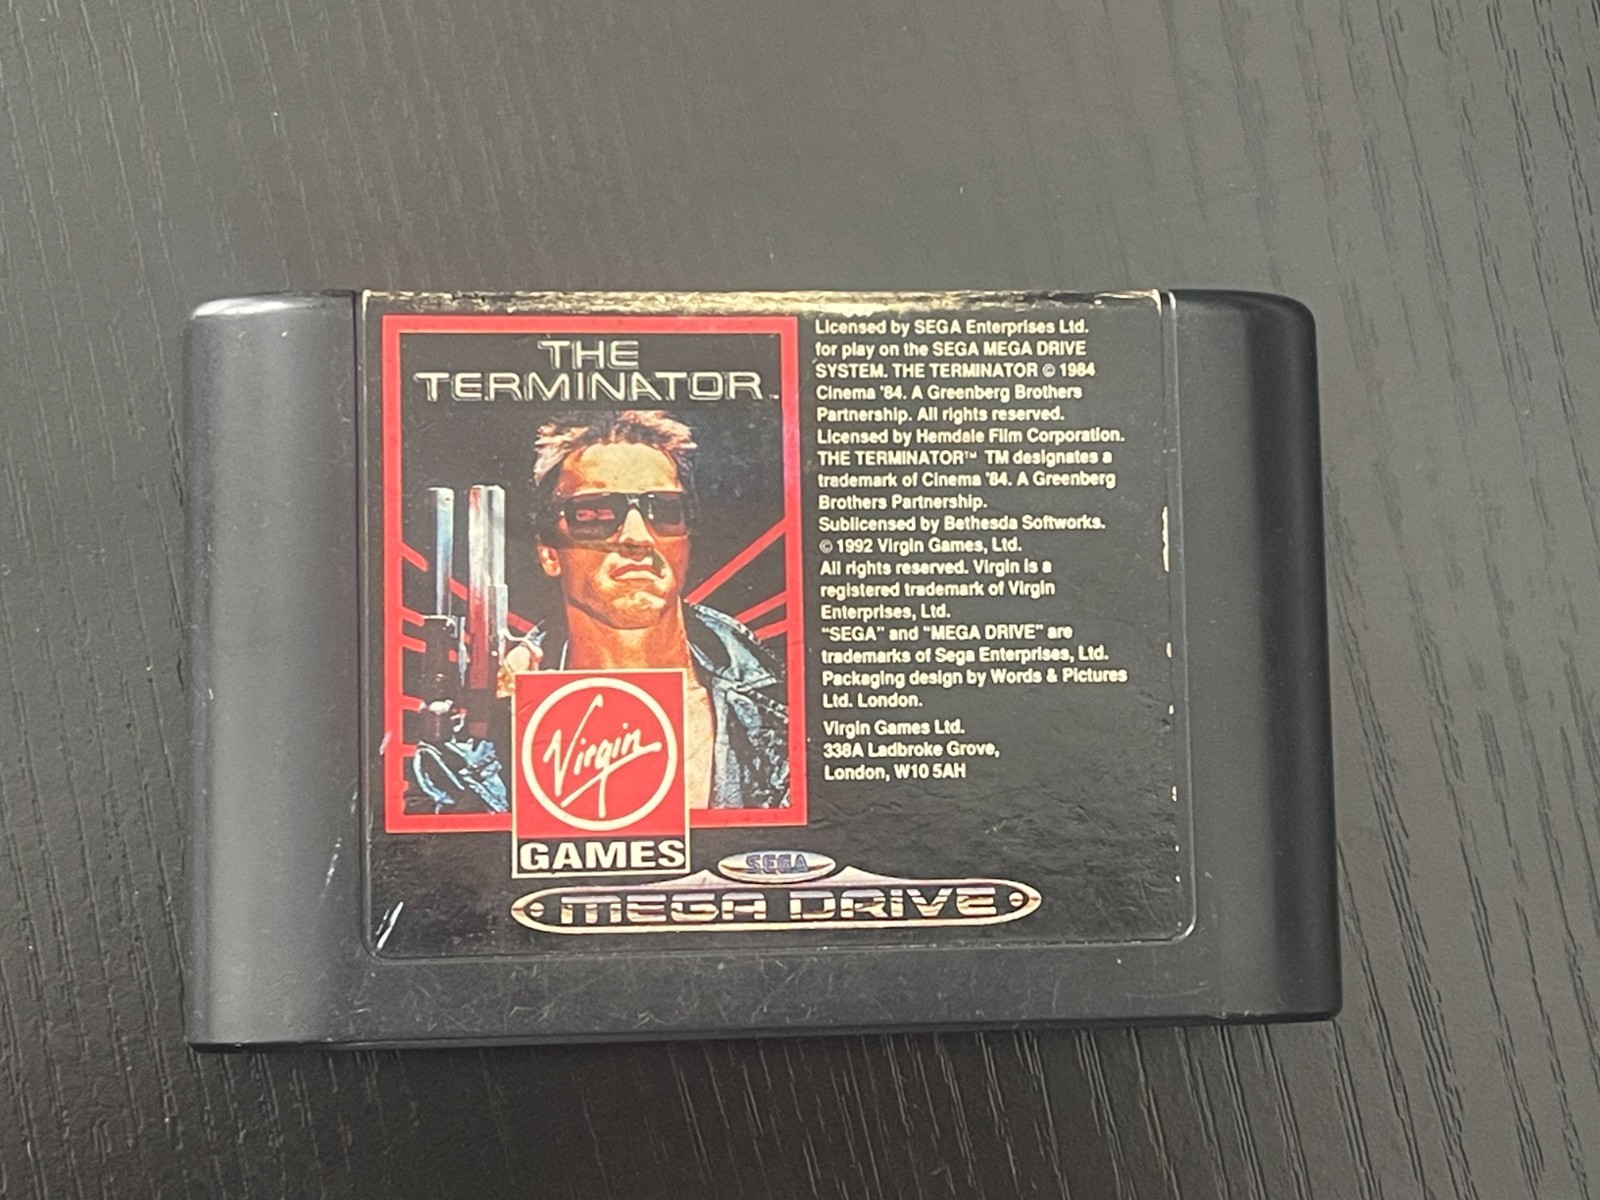 THE
TERMINATOR™
Licensed by SEGA Enterprises Ltd.
for play on the SEGA MEGA DRIVE
SYSTEM. THE TERMINATOR © 1984
Cinema '84. A Greenberg Brothers
Partnership. All rights reserved.
Licensed by Hemdale Film Corporation.
THE TERMINATOR™ TM designates a
trademark of Cinema '84. A Greenberg
Brothers Partnership.
Sublicensed by Bethesda Softworks.
© 1992 Virgin Games, Ltd.
All rights reserved. Virgin is a
registered trademark of Virgin
Enterprises, Ltd.
"SEGA" and "MEGA DRIVE" are
trademarks of Sega Enterprises, Ltd.
Packaging design by Words & Pictures
Ltd. London.
Virgin Games Ltd.
338A Ladbroke Grove,
London, W10 5AH
Virgin
GAMES
SEGA
MEGA DRIVE